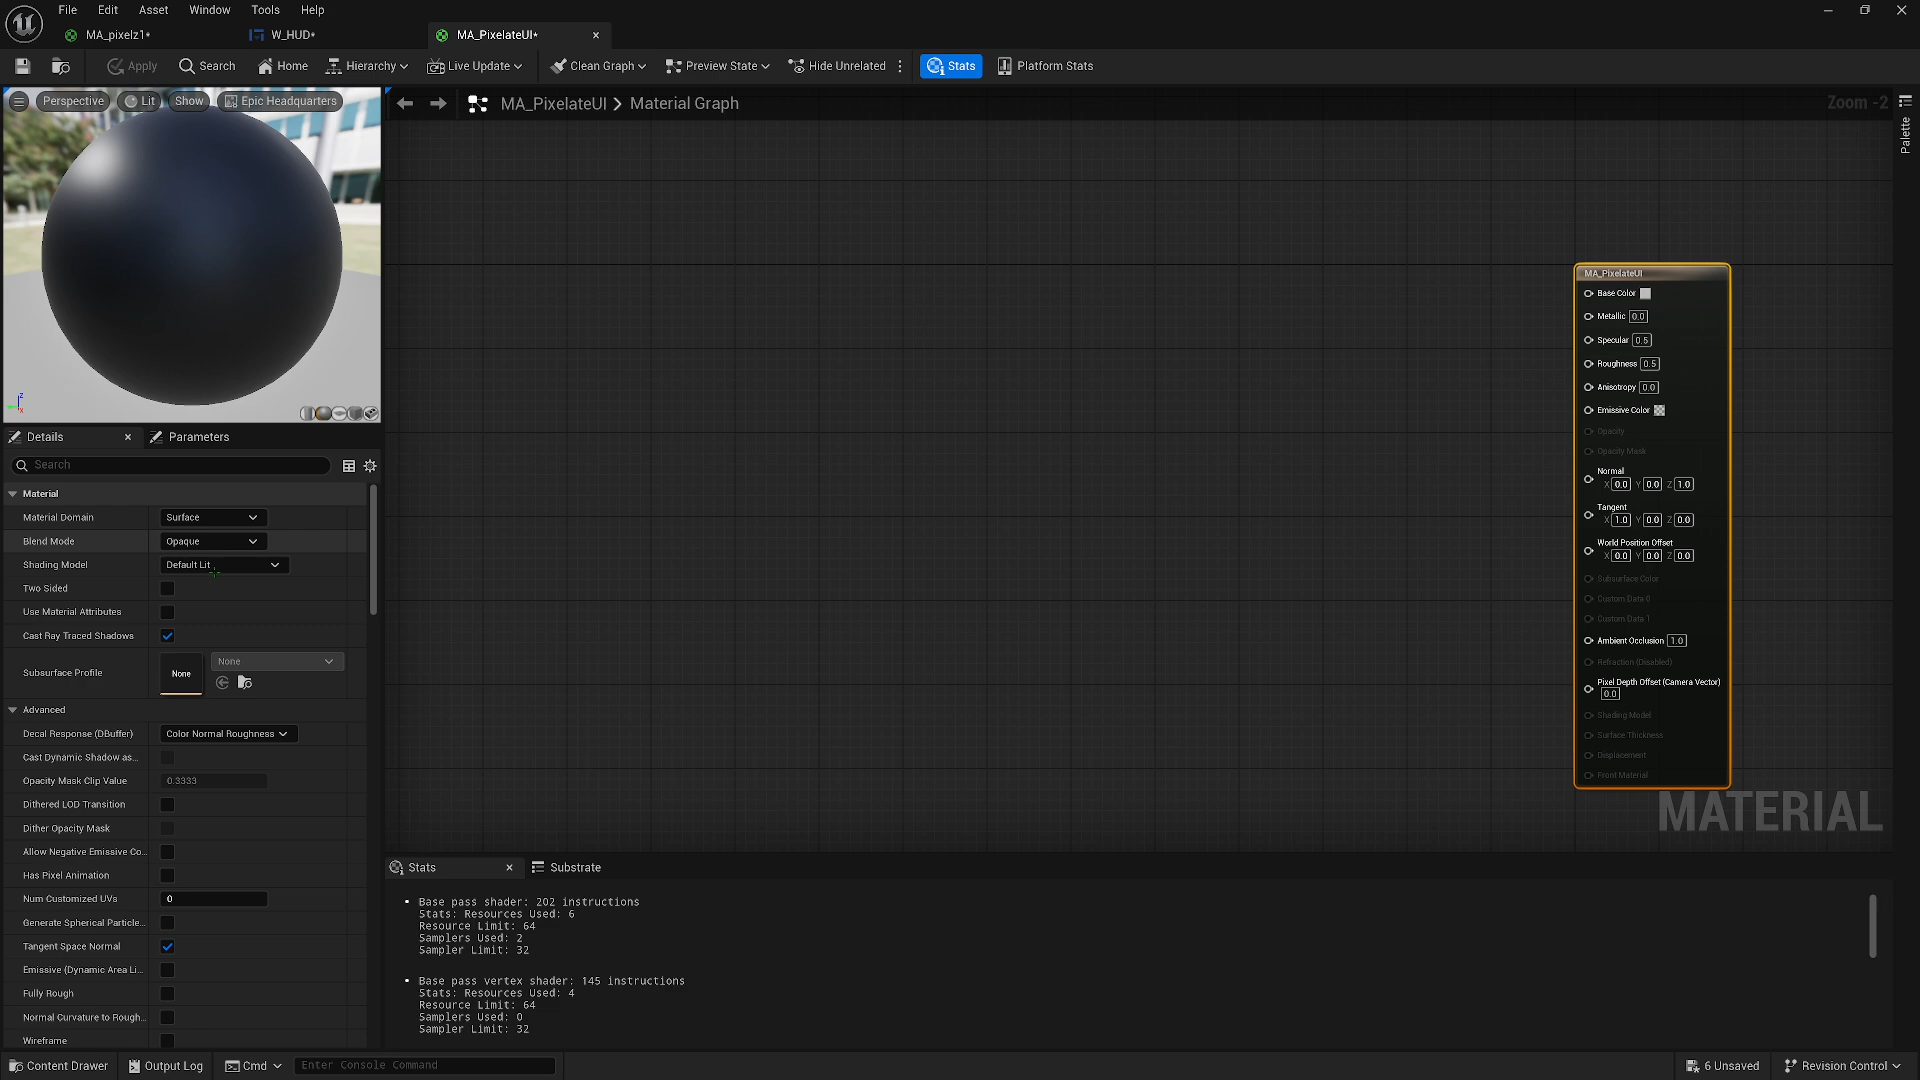 File Edit Asset Window Tools Help
MA_pixelz1* W_HUD* MA_PixelateUI*
Apply Search Home Hierarchy Live Update Clean Graph Preview State Hide Unrelated Stats Platform Stats
Perspective Lit Show Epic Headquarters
MA_PixelateUI > Material Graph
Zoom -2
Palette
MA_PixelateUI
Base Color
Metallic 0.0
Specular 0.5
Roughness 0.5
Anisotropy 0.0
Emissive Color
Opacity
Opacity Mask
Normal
X 0.0 Y 0.0 Z 1.0
Tangent
X 1.0 Y 0.0 Z 0.0
World Position Offset
X 0.0 Y 0.0 Z 0.0
Subsurface Color
Custom Data 0
Custom Data 1
Ambient Occlusion 1.0
Refraction (Disabled)
Pixel Depth Offset (Camera Vector)
0.0
Shading Model
Surface Thickness
Displacement
Front Material
MATERIAL
z
x
Details Parameters
Search
Material
Material Domain Surface
Blend Mode Opaque
Shading Model Default Lit
Two Sided
Use Material Attributes
Cast Ray Traced Shadows
Subsurface Profile None None
Advanced
Decal Response (DBuffer) Color Normal Roughness
Cast Dynamic Shadow as...
Opacity Mask Clip Value 0.3333
Dithered LOD Transition
Dither Opacity Mask
Allow Negative Emissive Co...
Has Pixel Animation
Num Customized UVs 0
Generate Spherical Particle...
Tangent Space Normal
Emissive (Dynamic Area Li...
Fully Rough
Normal Curvature to Rough...
Wireframe
Stats Substrate
• Base pass shader: 202 instructions
Stats: Resources Used: 6
Resource Limit: 64
Samplers Used: 2
Sampler Limit: 32
• Base pass vertex shader: 145 instructions
Stats: Resources Used: 4
Resource Limit: 64
Samplers Used: 0
Sampler Limit: 32
Content Drawer Output Log Cmd Enter Console Command 6 Unsaved Revision Control